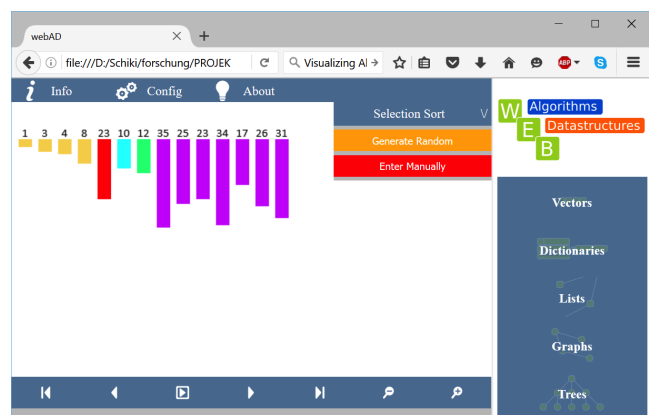 webAD
file:///D:/Schiki/forschung/PROJEK
Visualizing Al
ABP
S
i Info
Config
About
Selection Sort V
Generate Random
Enter Manually
1 3 4 8 23 10 12 35 25 23 34 17 26 31
W Algorithms
E Datastructures
B
Vectors
Dictionaries
Lists
Graphs
Trees